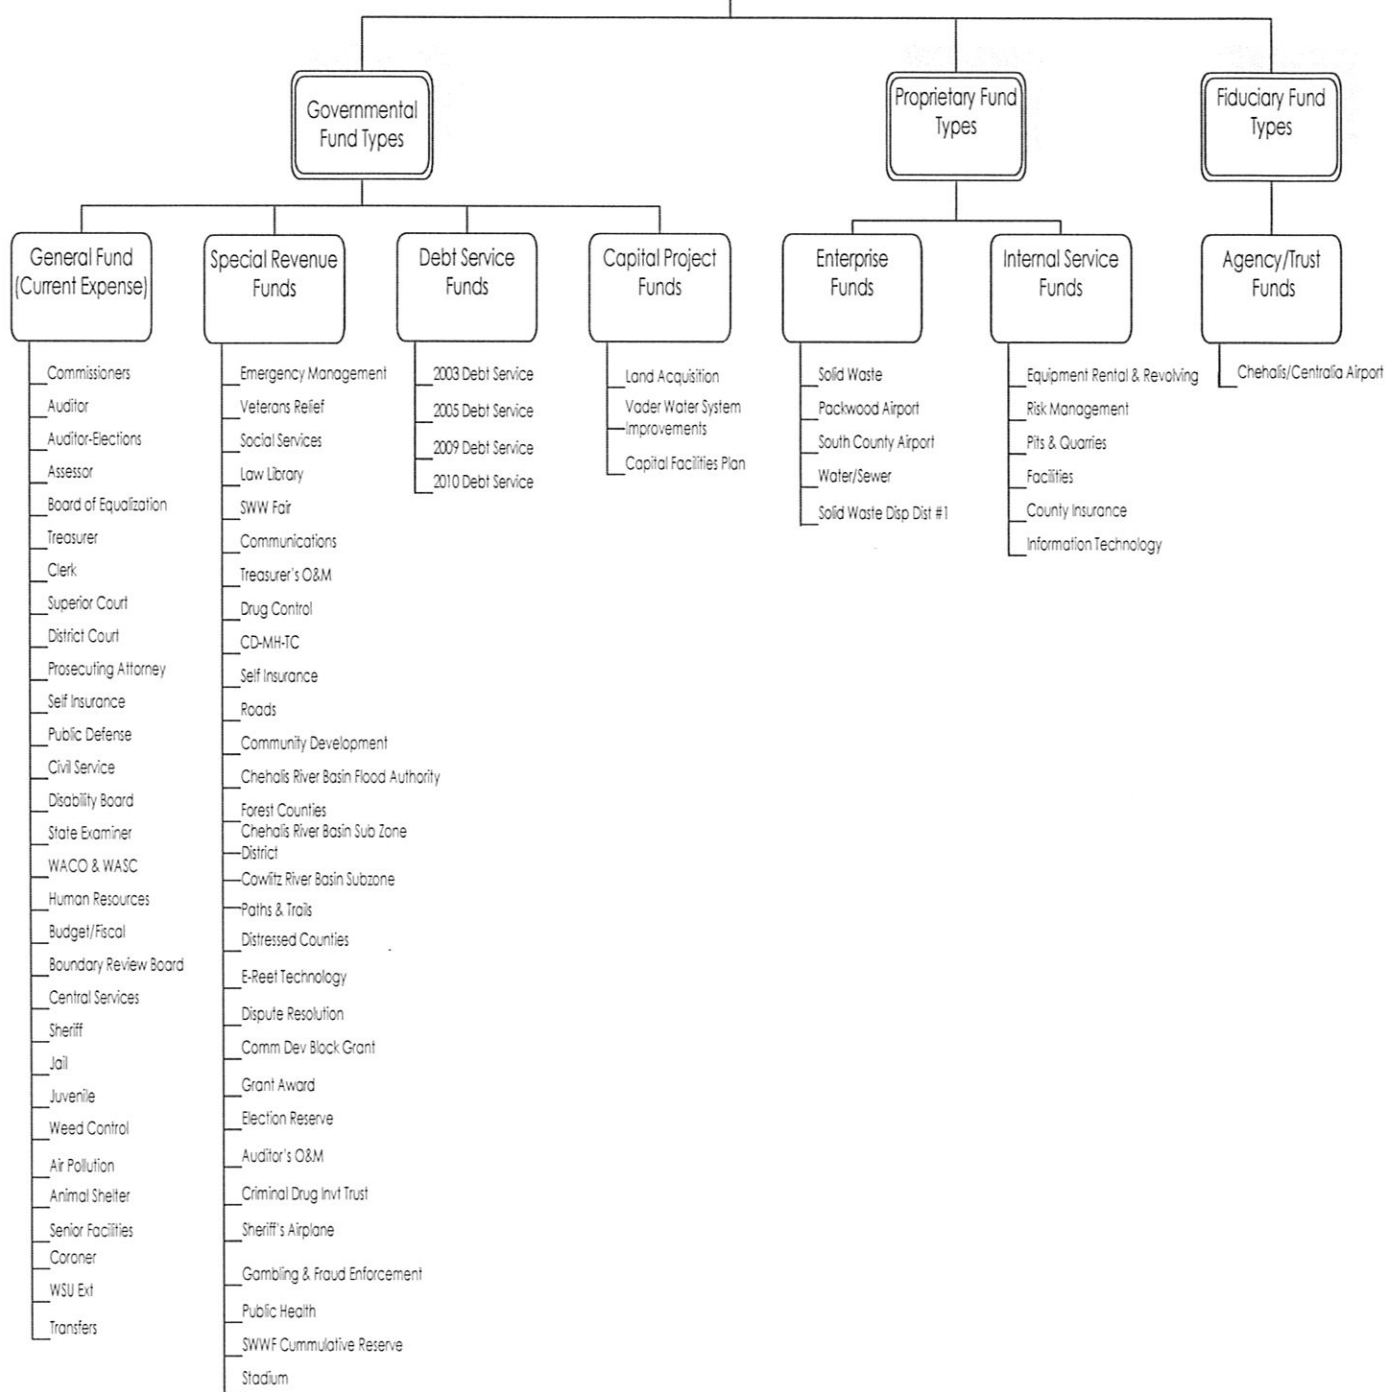 Governmental
Fund Types
Proprietary Fund
Types
Fiduciary Fund
Types
General Fund
(Current Expense)
Special Revenue
Funds
Debt Service
Funds
Capital Project
Funds
Enterprise
Funds
Internal Service
Funds
Agency/Trust
Funds
Commissioners
Auditor
Auditor-Elections
Assessor
Board of Equalization
Treasurer
Clerk
Superior Court
District Court
Prosecuting Attorney
Self Insurance
Public Defense
Civil Service
Disability Board
State Examiner
WACO & WASC
Human Resources
Budget/Fiscal
Boundary Review Board
Central Services
Sheriff
Jail
Juvenile
Weed Control
Air Pollution
Animal Shelter
Senior Facilities
Coroner
WSU Ext
Transfers
Emergency Management
Veterans Relief
Social Services
Law Library
SWW Fair
Communications
Treasurer's O&M
Drug Control
CD-MH-TC
Self Insurance
Roads
Community Development
Chehalis River Basin Flood Authority
Forest Counties
Chehalis River Basin Sub Zone
District
Cowlitz River Basin Subzone
Paths & Trails
Distressed Counties
E-Reet Technology
Dispute Resolution
Comm Dev Block Grant
Grant Award
Election Reserve
Auditor's O&M
Criminal Drug Invt Trust
Sheriff's Airplane
Gambling & Fraud Enforcement
Public Health
SWWF Cummulative Reserve
Stadium
2003 Debt Service
2005 Debt Service
2009 Debt Service
2010 Debt Service
Land Acquisition
Vader Water System
Improvements
Capital Facilities Plan
Solid Waste
Packwood Airport
South County Airport
Water/Sewer
Solid Waste Disp Dist #1
Equipment Rental & Revolving
Risk Management
Pits & Quarries
Facilities
County Insurance
Information Technology
Chehalis/Centralia Airport